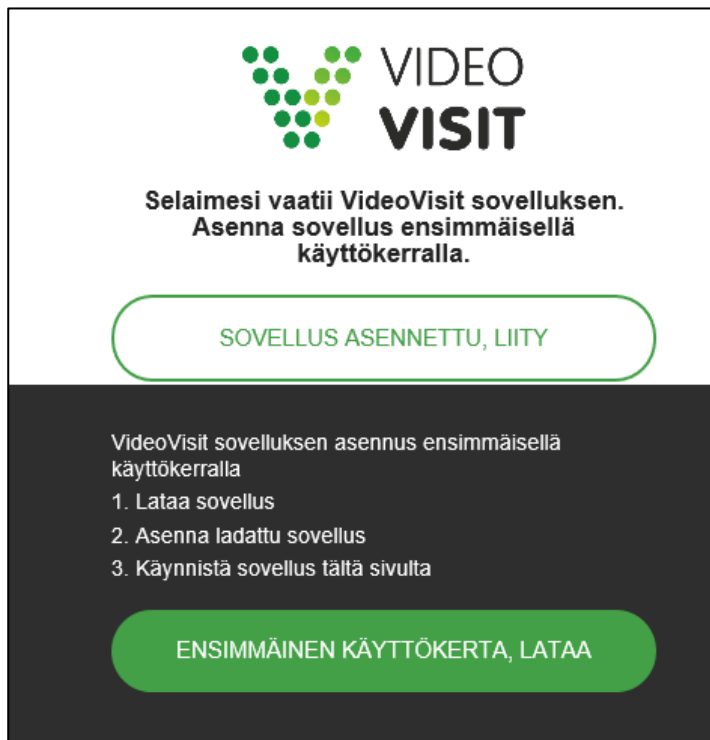 VIDEO
VISIT
Selaimesi vaatii VideoVisit sovelluksen.
Asenna sovellus ensimmäisellä
käyttökerralla.
SOVELLUS ASENNETTU, LIITY
VideoVisit sovelluksen asennus ensimmäisellä
käyttökerralla
1. Lataa sovellus
2. Asenna ladattu sovellus
3. Käynnistä sovellus tältä sivulta
ENSIMMÄINEN KÄYTTÖKERTA, LATAA